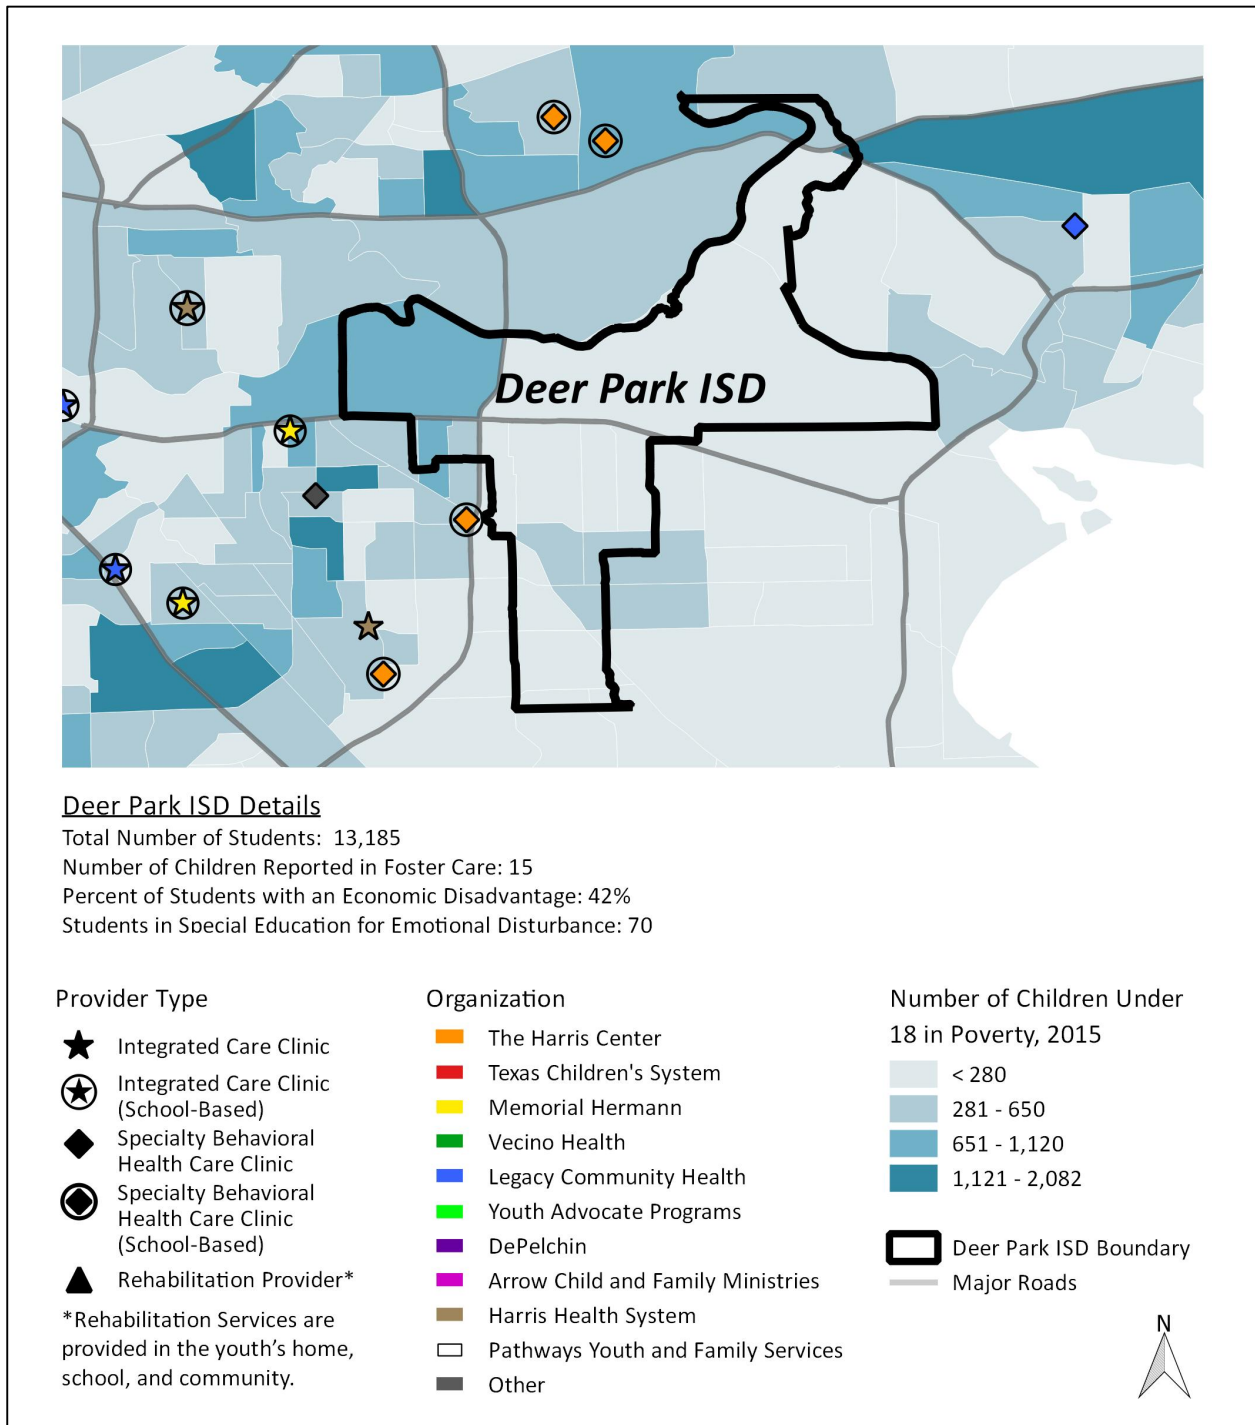 Deer Park ISD
Deer Park ISD Details
Total Number of Students:  13,185
Number of Children Reported in Foster Care: 15
Percent of Students with an Economic Disadvantage: 42%
Students in Special Education for Emotional Disturbance: 70
Provider Type
Integrated Care Clinic
Integrated Care Clinic
(School-Based)
Specialty Behavioral
Health Care Clinic
Specialty Behavioral
Health Care Clinic
(School-Based)
Rehabilitation Provider*
*Rehabilitation Services are
provided in the youth’s home,
school, and community.
Organization
The Harris Center
Texas Children's System
Memorial Hermann
Vecino Health
Legacy Community Health
Youth Advocate Programs
DePelchin
Arrow Child and Family Ministries
Harris Health System
Pathways Youth and Family Services
Other
Number of Children Under
18 in Poverty, 2015
< 280
281 - 650
651 - 1,120
1,121 - 2,082
Deer Park ISD Boundary
Major Roads
N